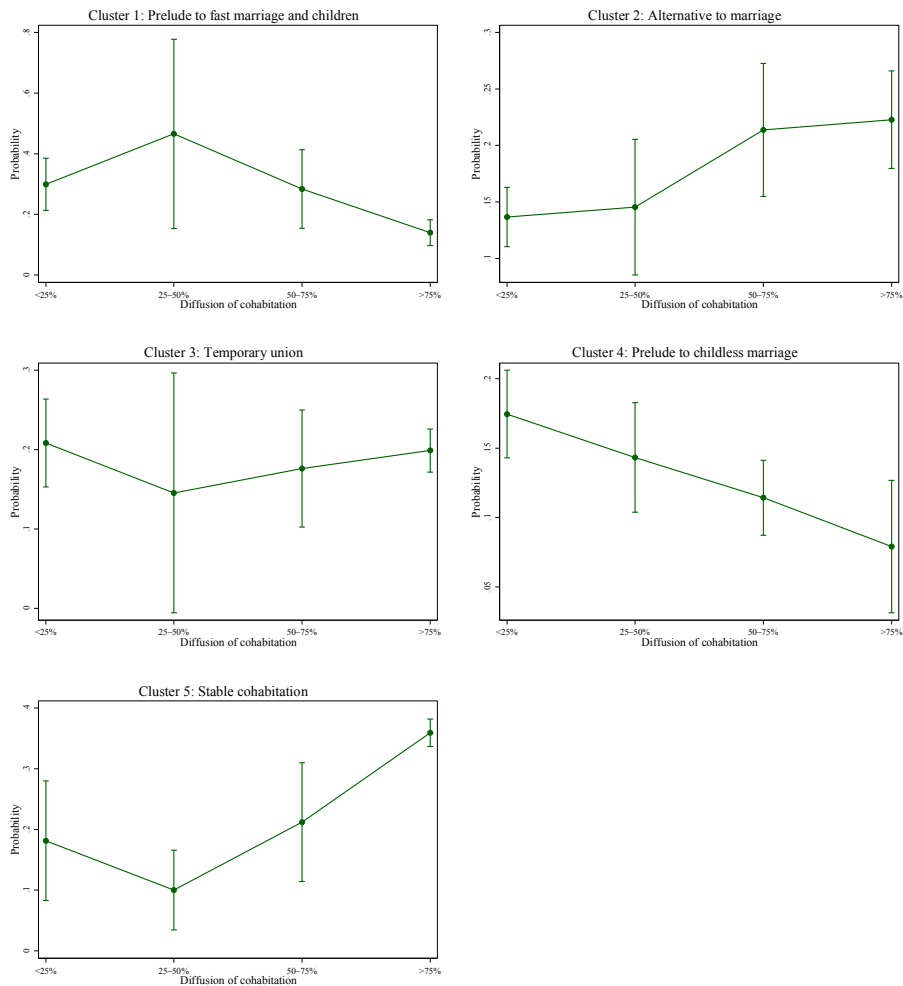 Cluster 1: Prelude to fast marriage and children
Probability
0 .2 .4 .6 .8
<25% 25–50% 50–75% >75%
Diffusion of cohabitation
Cluster 2: Alternative to marriage
Probability
.1 .15 .2 .25 .3
<25% 25–50% 50–75% >75%
Diffusion of cohabitation
Cluster 3: Temporary union
Probability
0 .1 .2 .3
<25% 25–50% 50–75% >75%
Diffusion of cohabitation
Cluster 4: Prelude to childless marriage
Probability
.05 .1 .15 .2
<25% 25–50% 50–75% >75%
Diffusion of cohabitation
Cluster 5: Stable cohabitation
Probability
0 .1 .2 .3 .4
<25% 25–50% 50–75% >75%
Diffusion of cohabitation